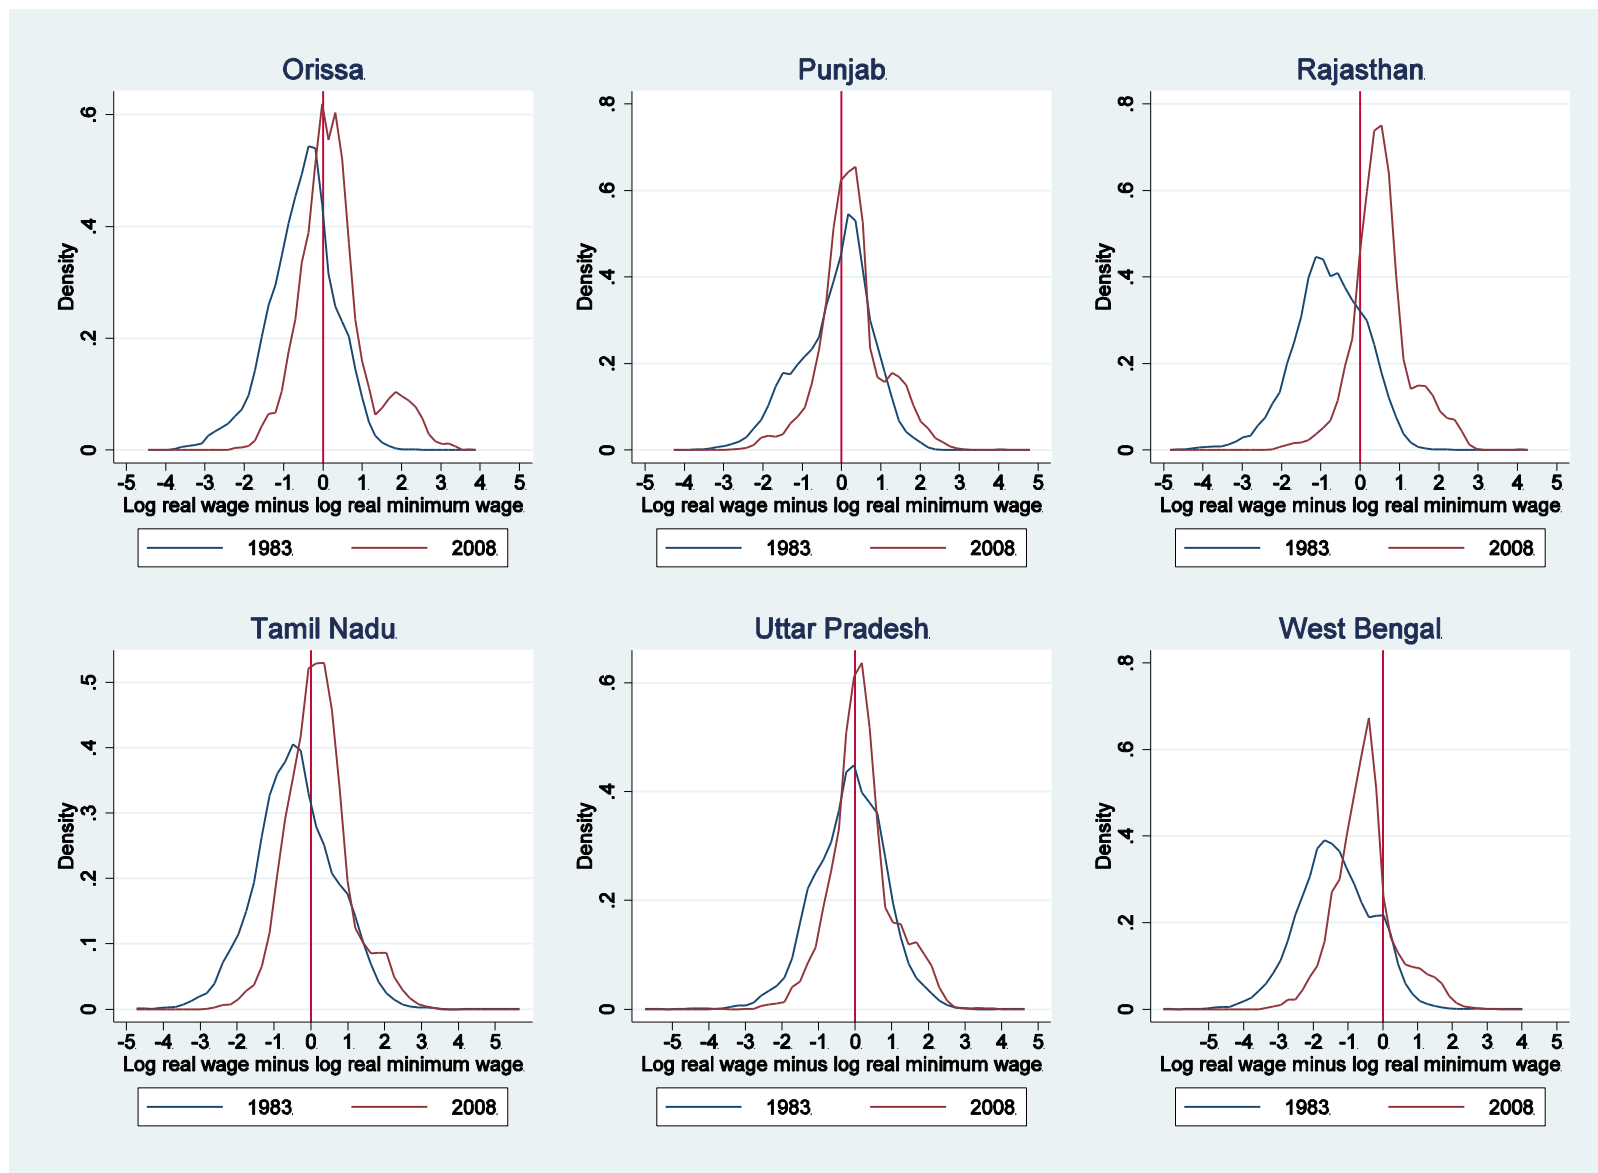 Orissa
Density
0 .2 .4 .6
-5 -4 -3 -2 -1 0 1 2 3 4 5
Log real wage minus log real minimum wage
1983 2008
Punjab
Density
0 .2 .4 .6 .8
-5 -4 -3 -2 -1 0 1 2 3 4 5
Log real wage minus log real minimum wage
1983 2008
Rajasthan
Density
0 .2 .4 .6 .8
-5 -4 -3 -2 -1 0 1 2 3 4 5
Log real wage minus log real minimum wage
1983 2008
Tamil Nadu
Density
0 .1 .2 .3 .4 .5
-5 -4 -3 -2 -1 0 1 2 3 4 5
Log real wage minus log real minimum wage
1983 2008
Uttar Pradesh
Density
0 .2 .4 .6
-5 -4 -3 -2 -1 0 1 2 3 4 5
Log real wage minus log real minimum wage
1983 2008
West Bengal
Density
0 .2 .4 .6 .8
-5 -4 -3 -2 -1 0 1 2 3 4 5
Log real wage minus log real minimum wage
1983 2008